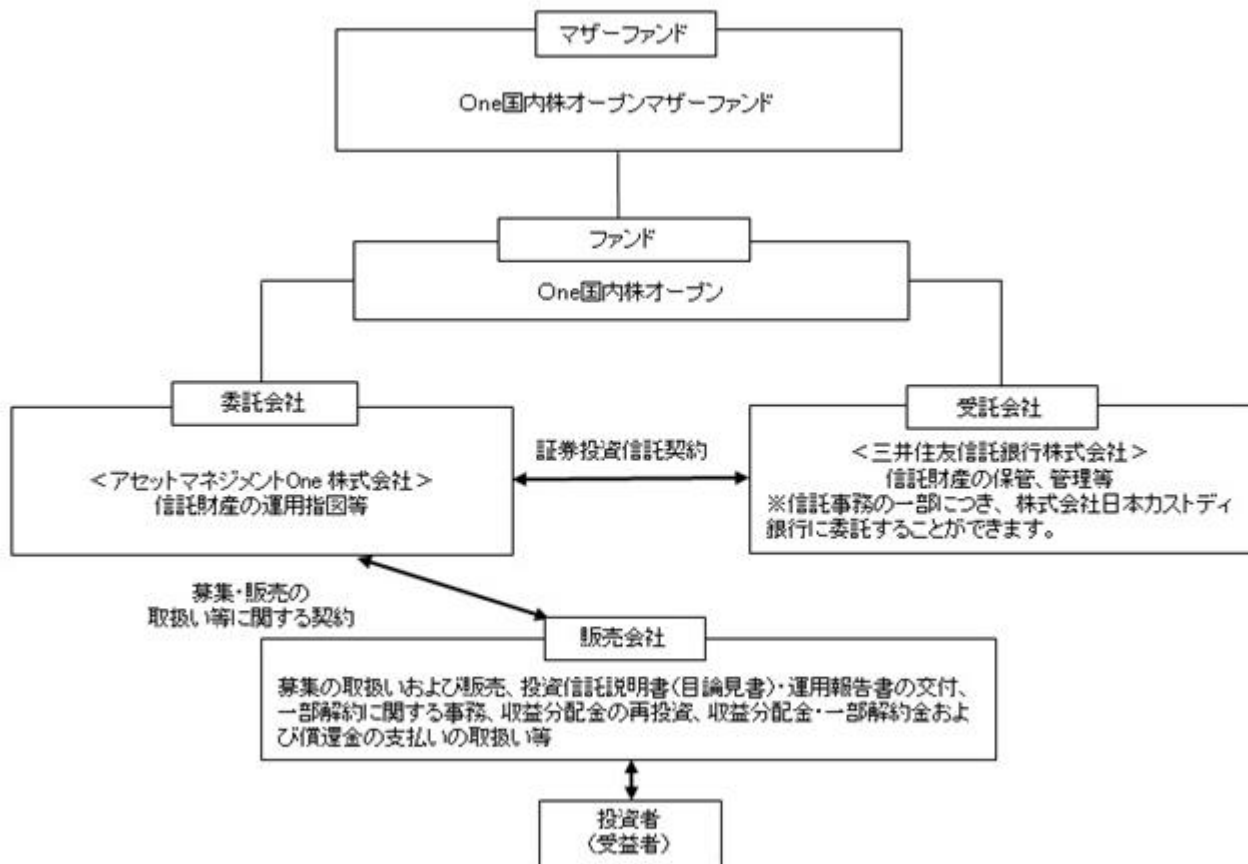 マザーファンド
One国内株オープンマザーファンド
ファンド
One国内株オープン
委託会社
＜アセットマネジメントOne 株式会社＞
信託財産の運用指図等
証券投資信託契約
受託会社
＜三井住友信託銀行株式会社＞
信託財産の保管、管理等
※信託事務の一部につき、株式会社日本カストディ
銀行に委託することができます。
募集・販売の
取扱い等に関する契約
販売会社
募集の取扱いおよび販売、投資信託説明書（目論見書）・運用報告書の交付、
一部解約に関する事務、収益分配金の再投資、収益分配金・一部解約金およ
び償還金の支払いの取扱い等
投資者
（受益者）